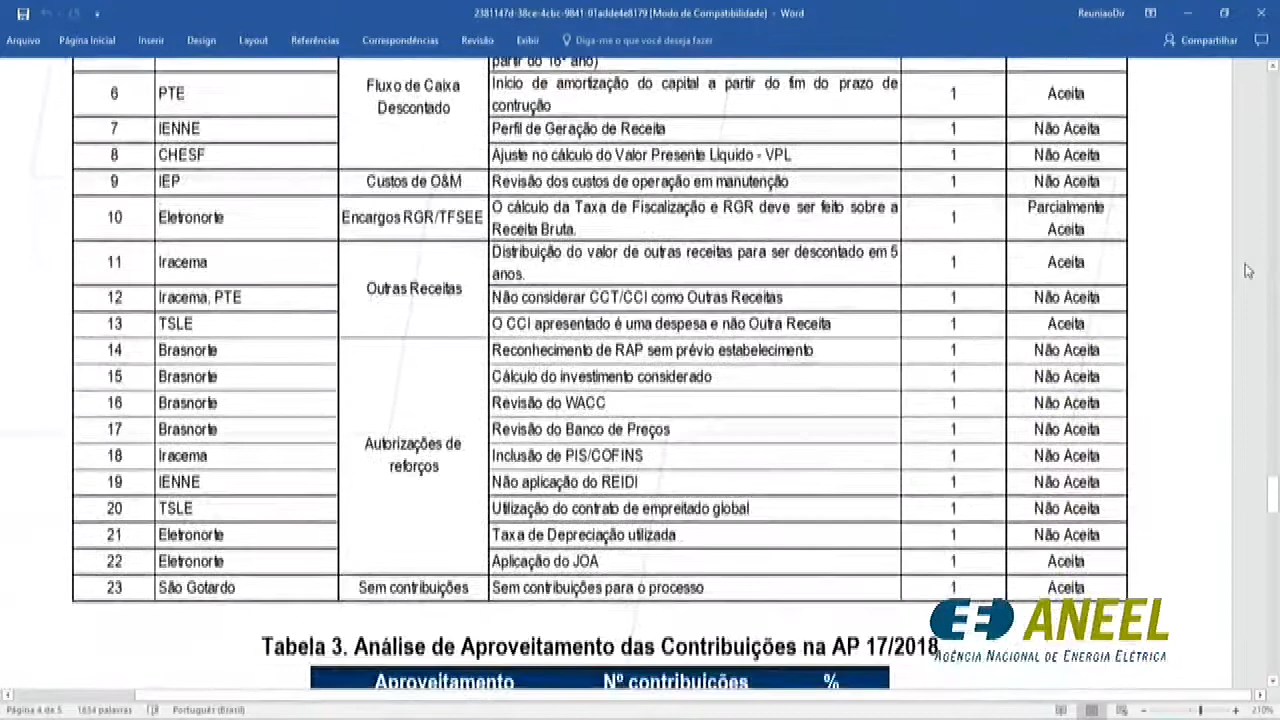 2381147d-38ce-4cbc-9841-01adde4e8179 [Modo de Compatibilidade] - Word
ReuniaoDir
Arquivo Página Inicial Inserir Design Layout Referências Correspondências Revisão Exibir Diga-me o que você deseja fazer Compartilhar
partir do 16º ano)
6 PTE Fluxo de Caixa Descontado Início de amortização do capital a partir do fim do prazo de contrução 1 Aceita
7 IENNE Perfil de Geração de Receita 1 Não Aceita
8 CHESF Ajuste no cálculo do Valor Presente Líquido - VPL 1 Não Aceita
9 IEP Custos de O&M Revisão dos custos de operação em manutenção 1 Não Aceita
10 Eletronorte Encargos RGR/TFSEE O cálculo da Taxa de Fiscalização e RGR deve ser feito sobre a Receita Bruta. 1 Parcialmente Aceita
11 Iracema Outras Receitas Distribuição do valor de outras receitas para ser descontado em 5 anos. 1 Aceita
12 Iracema, PTE Não considerar CCT/CCI como Outras Receitas 1 Não Aceita
13 TSLE O CCI apresentado é uma despesa e não Outra Receita 1 Aceita
14 Brasnorte Autorizações de reforços Reconhecimento de RAP sem prévio estabelecimento 1 Não Aceita
15 Brasnorte Cálculo do investimento considerado 1 Não Aceita
16 Brasnorte Revisão do WACC 1 Não Aceita
17 Brasnorte Revisão do Banco de Preços 1 Não Aceita
18 Iracema Inclusão de PIS/COFINS 1 Não Aceita
19 IENNE Não aplicação do REIDI 1 Não Aceita
20 TSLE Utilização do contrato de empreitado global 1 Não Aceita
21 Eletronorte Taxa de Depreciação utilizada 1 Não Aceita
22 Eletronorte Aplicação do JOA 1 Aceita
23 São Gotardo Sem contribuições Sem contribuições para o processo 1 Aceita
ANEEL
AGÊNCIA NACIONAL DE ENERGIA ELÉTRICA
Tabela 3. Análise de Aproveitamento das Contribuições na AP 17/2018
Aproveitamento Nº contribuições %
Página 4 de 5 1634 palavras Português (Brasil) 210%